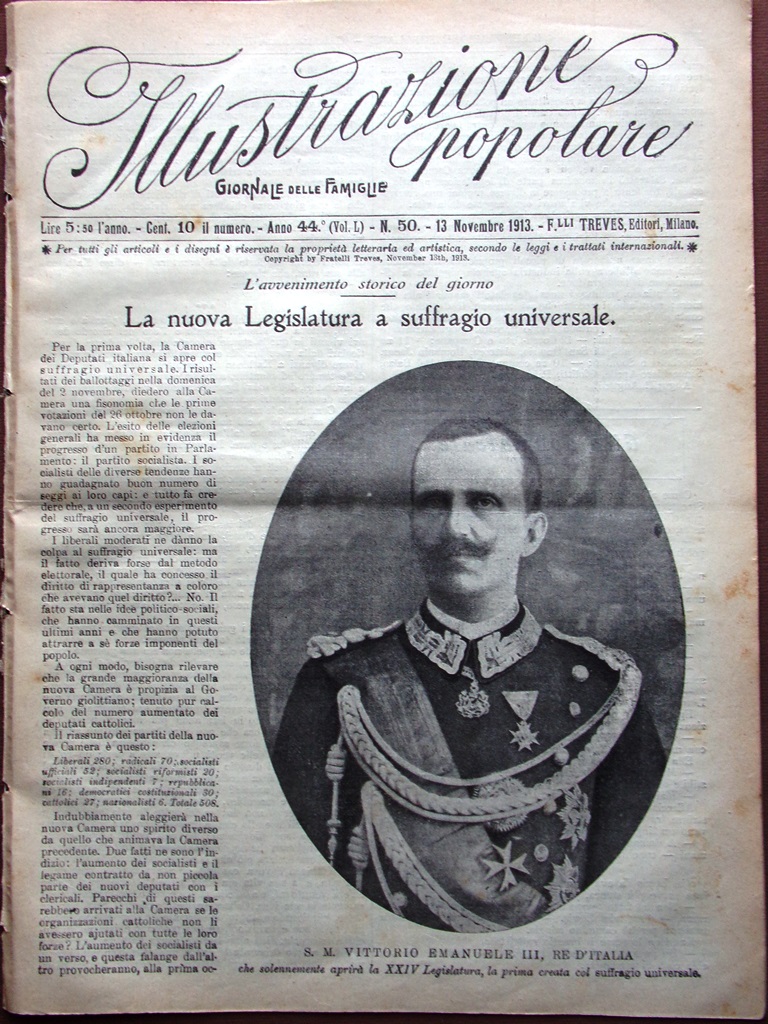 Illustrazione
popolare
GIORNALE DELLE FAMIGLIE
Lire 5:50 l'anno. - Cent. 10 il numero. - Anno 44.° (Vol. L) - N. 50. - 13 Novembre 1913. - F.LLI TREVES, Editori, Milano.
✱ Per tutti gli articoli e i disegni è riservata la proprietà letteraria ed artistica, secondo le leggi e i trattati internazionali. ✱
Copyright by Fratelli Treves, November 13th, 1913.
L'avvenimento storico del giorno
La nuova Legislatura a suffragio universale.
Per la prima volta, la Camera
dei Deputati italiana si apre col
suffragio universale. I risul-
tati dei ballottaggi nella domenica
del 2 novembre, diedero alla Ca-
mera una fisonomia che le prime
votazioni del 26 ottobre non le da-
vano certo. L'esito delle elezioni
generali ha messo in evidenza il
progresso d'un partito in Parla-
mento: il partito socialista. I so-
cialisti delle diverse tendenze han-
no guadagnato buon numero di
seggi ai loro capi: e tutto fa cre-
dere che, a un secondo esperimento
del suffragio universale, il pro-
gresso sarà ancora maggiore.
I liberali moderati ne dànno la
colpa al suffragio universale: ma
il fatto deriva forse dal metodo
elettorale, il quale ha concesso il
diritto di rappresentanza a coloro
che avevano quel diritto?... No. Il
fatto sta nelle idee politico-sociali,
che hanno camminato in questi
ultimi anni e che hanno potuto
attrarre a sè forze imponenti del
popolo.
A ogni modo, bisogna rilevare
che la grande maggioranza della
nuova Camera è propizia al Go-
verno giolittiano; tenuto pur cal-
colo del numero aumentato dei
deputati cattolici.
Il riassunto dei partiti della nuo-
va Camera è questo:
Liberali 280; radicali 70; socialisti
ufficiali 52; socialisti riformisti 20;
socialisti indipendenti 7; repubblica-
ni 16; democratici costituzionali 30;
cattolici 27; nazionalisti 6. Totale 508.
Indubbiamente aleggierà nella
nuova Camera uno spirito diverso
da quello che animava la Camera
precedente. Due fatti ne sono l'in-
dizio: l'aumento dei socialisti e il
legame contratto da non piccola
parte dei nuovi deputati con i
clericali. Parecchi di questi sa-
rebbero arrivati alla Camera se le
organizzazioni cattoliche non li
avessero ajutati con tutte le loro
forze? L'aumento dei socialisti da
un verso, e questa falange dall'al-
tro provocheranno, alla prima oc-
S. M. VITTORIO EMANUELE III, RE D'ITALIA
che solennemente aprirà la XXIV Legislatura, la prima creata col suffragio universale.